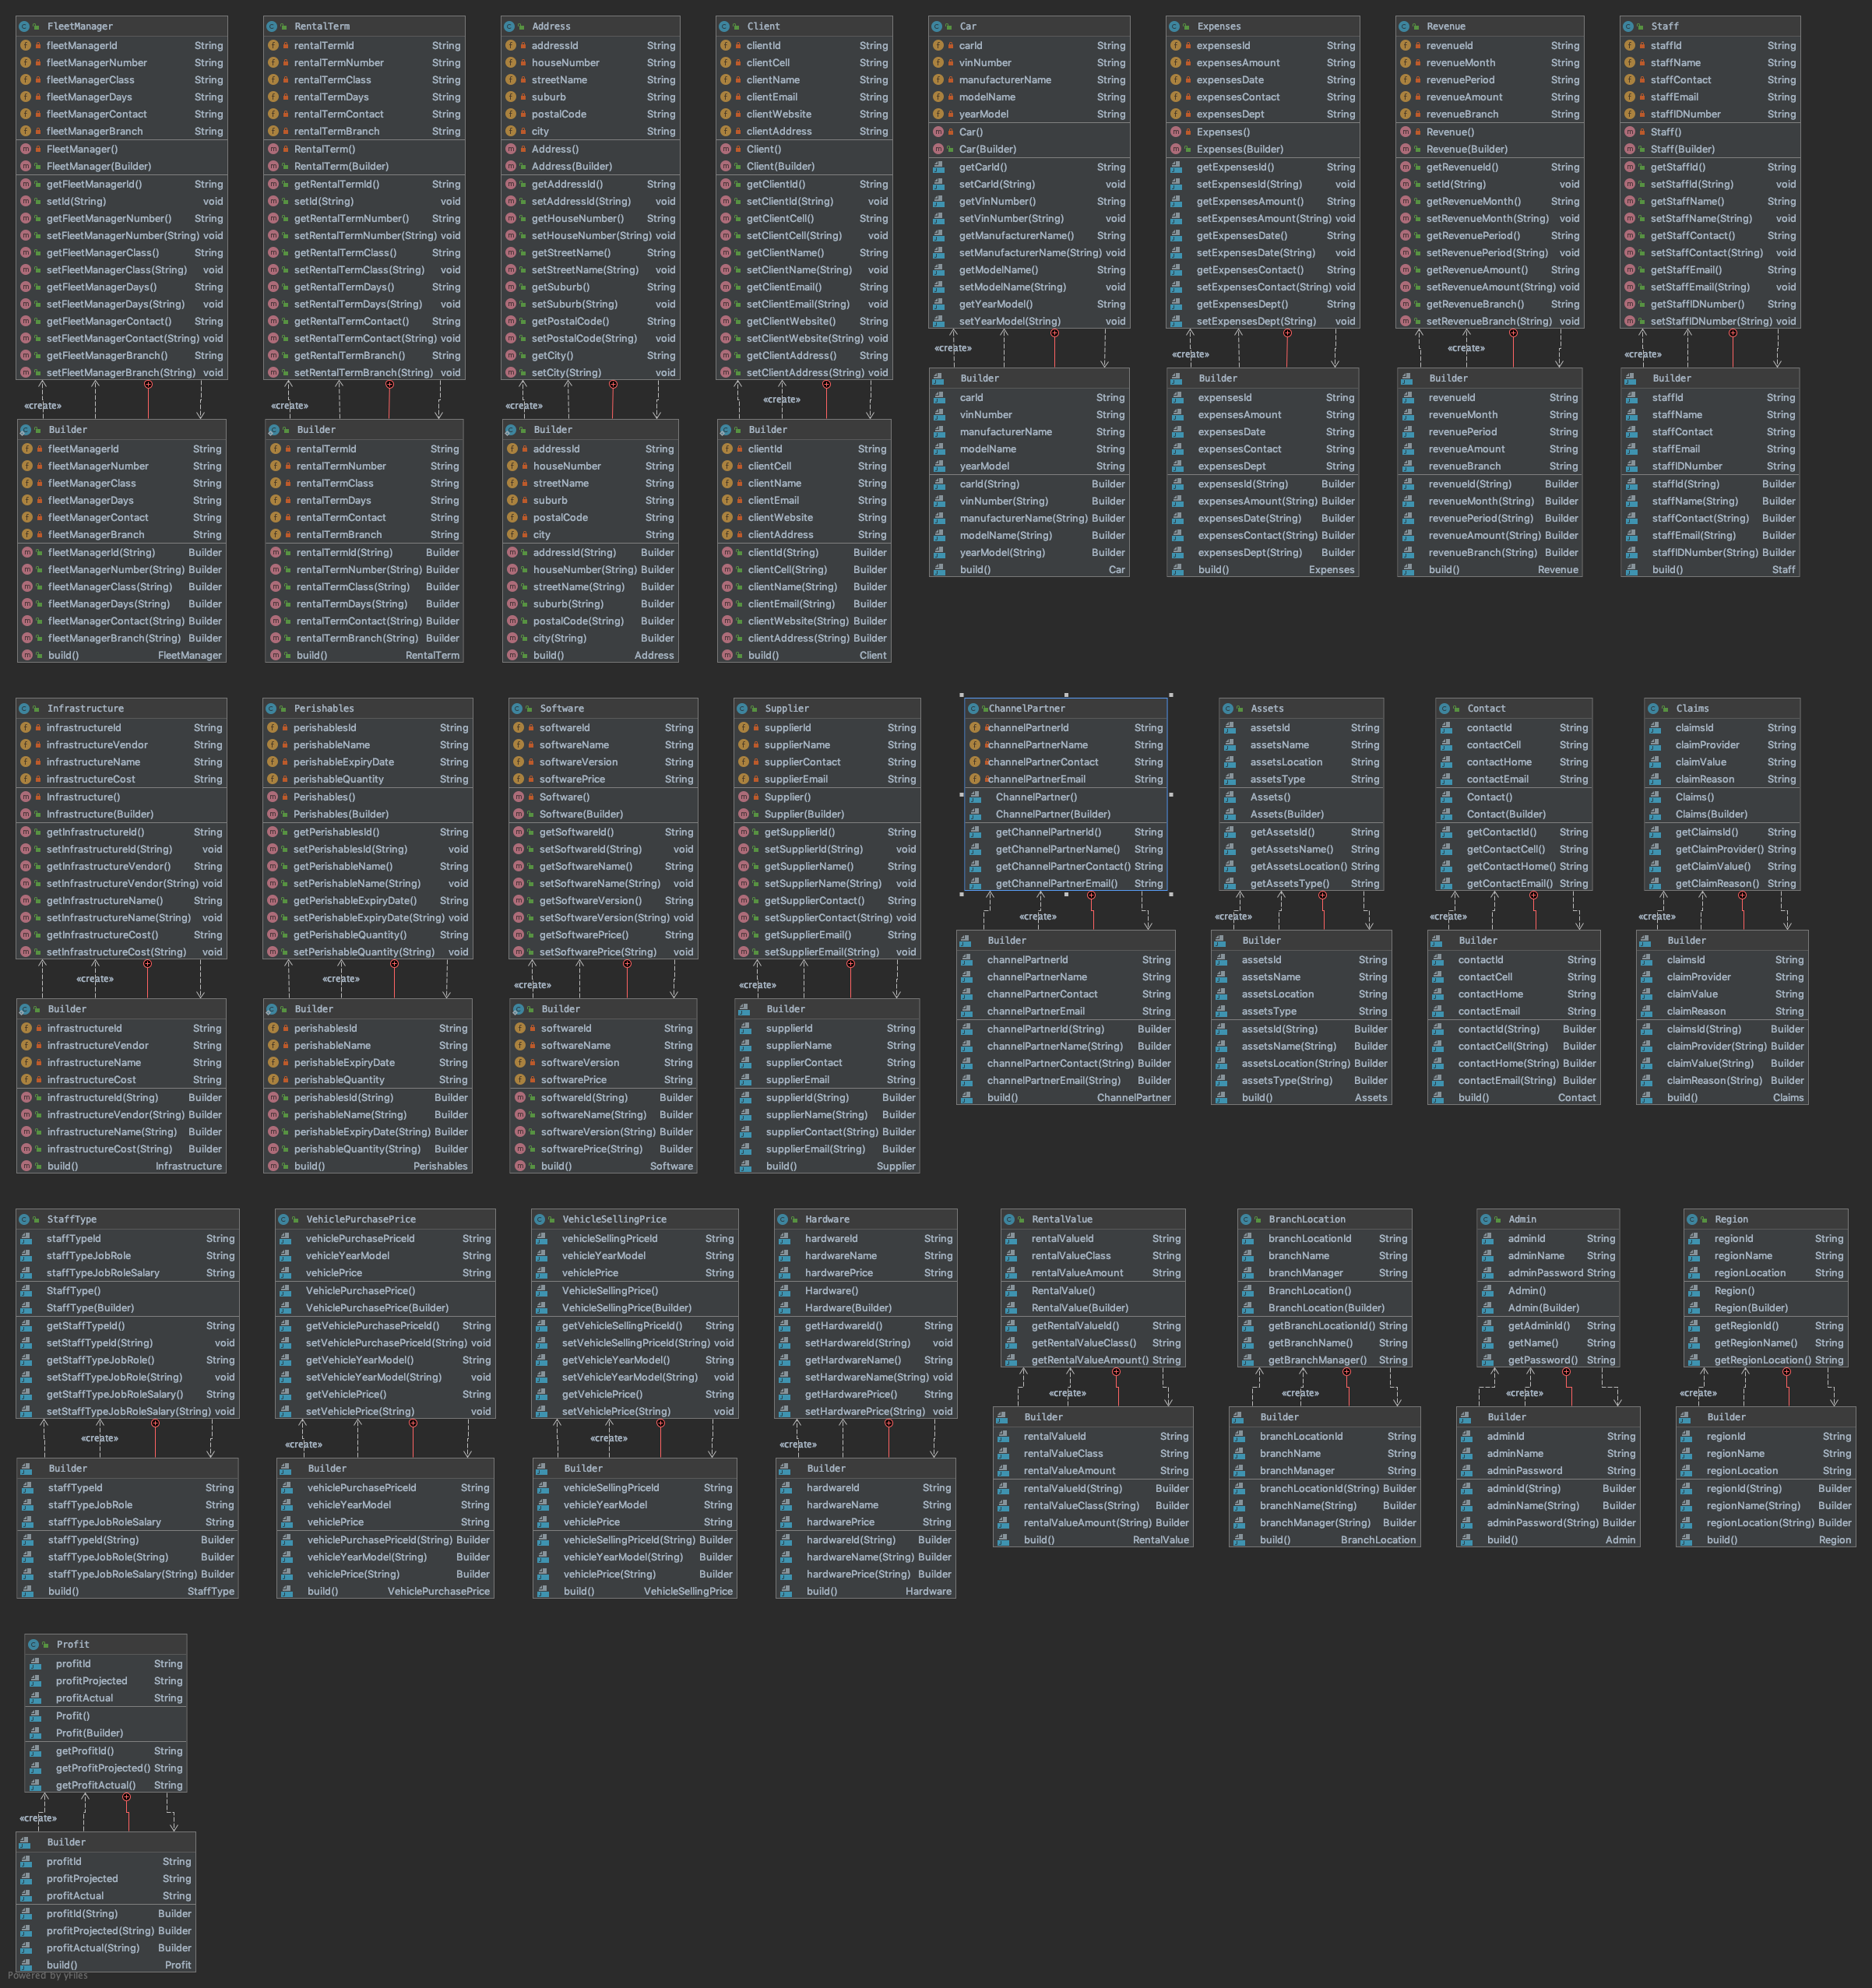 FleetManager
fleetManagerId String
fleetManagerNumber String
fleetManagerClass String
fleetManagerDays String
fleetManagerContact String
fleetManagerBranch String
FleetManager()
FleetManager(Builder)
getFleetManagerId() String
setId(String) void
getFleetManagerNumber() String
setFleetManagerNumber(String) void
getFleetManagerClass() String
setFleetManagerClass(String) void
getFleetManagerDays() String
setFleetManagerDays(String) void
getFleetManagerContact() String
setFleetManagerContact(String) void
getFleetManagerBranch() String
setFleetManagerBranch(String) void
«create»
Builder
fleetManagerId String
fleetManagerNumber String
fleetManagerClass String
fleetManagerDays String
fleetManagerContact String
fleetManagerBranch String
fleetManagerId(String) Builder
fleetManagerNumber(String) Builder
fleetManagerClass(String) Builder
fleetManagerDays(String) Builder
fleetManagerContact(String) Builder
fleetManagerBranch(String) Builder
build() FleetManager
RentalTerm
rentalTermId String
rentalTermNumber String
rentalTermClass String
rentalTermDays String
rentalTermContact String
rentalTermBranch String
RentalTerm()
RentalTerm(Builder)
getRentalTermId() String
setId(String) void
getRentalTermNumber() String
setRentalTermNumber(String) void
getRentalTermClass() String
setRentalTermClass(String) void
getRentalTermDays() String
setRentalTermDays(String) void
getRentalTermContact() String
setRentalTermContact(String) void
getRentalTermBranch() String
setRentalTermBranch(String) void
«create»
Builder
rentalTermId String
rentalTermNumber String
rentalTermClass String
rentalTermDays String
rentalTermContact String
rentalTermBranch String
rentalTermId(String) Builder
rentalTermNumber(String) Builder
rentalTermClass(String) Builder
rentalTermDays(String) Builder
rentalTermContact(String) Builder
rentalTermBranch(String) Builder
build() RentalTerm
Address
addressId String
houseNumber String
streetName String
suburb String
postalCode String
city String
Address()
Address(Builder)
getAddressId() String
setAddressId(String) void
getHouseNumber() String
setHouseNumber(String) void
getStreetName() String
setStreetName(String) void
getSuburb() String
setSuburb(String) void
getPostalCode() String
setPostalCode(String) void
getCity() String
setCity(String) void
«create»
Builder
addressId String
houseNumber String
streetName String
suburb String
postalCode String
city String
addressId(String) Builder
houseNumber(String) Builder
streetName(String) Builder
suburb(String) Builder
postalCode(String) Builder
city(String) Builder
build() Address
Client
clientId String
clientCell String
clientName String
clientEmail String
clientWebsite String
clientAddress String
Client()
Client(Builder)
getClientId() String
setClientId(String) void
getClientCell() String
setClientCell(String) void
getClientName() String
setClientName(String) void
getClientEmail() String
setClientEmail(String) void
getClientWebsite() String
setClientWebsite(String) void
getClientAddress() String
setClientAddress(String) void
«create»
Builder
clientId String
clientCell String
clientName String
clientEmail String
clientWebsite String
clientAddress String
clientId(String) Builder
clientCell(String) Builder
clientName(String) Builder
clientEmail(String) Builder
clientWebsite(String) Builder
clientAddress(String) Builder
build() Client
Car
carId String
vinNumber String
manufacturerName String
modelName String
yearModel String
Car()
Car(Builder)
getCarId() String
setCarId(String) void
getVinNumber() String
setVinNumber(String) void
getManufacturerName() String
setManufacturerName(String) void
getModelName() String
setModelName(String) void
getYearModel() String
setYearModel(String) void
«create»
Builder
carId String
vinNumber String
manufacturerName String
modelName String
yearModel String
carId(String) Builder
vinNumber(String) Builder
manufacturerName(String) Builder
modelName(String) Builder
yearModel(String) Builder
build() Car
Expenses
expensesId String
expensesAmount String
expensesDate String
expensesContact String
expensesDept String
Expenses()
Expenses(Builder)
getExpensesId() String
setExpensesId(String) void
getExpensesAmount() String
setExpensesAmount(String) void
getExpensesDate() String
setExpensesDate(String) void
getExpensesContact() String
setExpensesContact(String) void
getExpensesDept() String
setExpensesDept(String) void
«create»
Builder
expensesId String
expensesAmount String
expensesDate String
expensesContact String
expensesDept String
expensesId(String) Builder
expensesAmount(String) Builder
expensesDate(String) Builder
expensesContact(String) Builder
expensesDept(String) Builder
build() Expenses
Revenue
revenueId String
revenueMonth String
revenuePeriod String
revenueAmount String
revenueBranch String
Revenue()
Revenue(Builder)
getRevenueId() String
setId(String) void
getRevenueMonth() String
setRevenueMonth(String) void
getRevenuePeriod() String
setRevenuePeriod(String) void
getRevenueAmount() String
setRevenueAmount(String) void
getRevenueBranch() String
setRevenueBranch(String) void
«create»
Builder
revenueId String
revenueMonth String
revenuePeriod String
revenueAmount String
revenueBranch String
revenueId(String) Builder
revenueMonth(String) Builder
revenuePeriod(String) Builder
revenueAmount(String) Builder
revenueBranch(String) Builder
build() Revenue
Staff
staffId String
staffName String
staffContact String
staffEmail String
staffIDNumber String
Staff()
Staff(Builder)
getStaffId() String
setStaffId(String) void
getStaffName() String
setStaffName(String) void
getStaffContact() String
setStaffContact(String) void
getStaffEmail() String
setStaffEmail(String) void
getStaffIDNumber() String
setStaffIDNumber(String) void
«create»
Builder
staffId String
staffName String
staffContact String
staffEmail String
staffIDNumber String
staffId(String) Builder
staffName(String) Builder
staffContact(String) Builder
staffEmail(String) Builder
staffIDNumber(String) Builder
build() Staff
Infrastructure
infrastructureId String
infrastructureVendor String
infrastructureName String
infrastructureCost String
Infrastructure()
Infrastructure(Builder)
getInfrastructureId() String
setInfrastructureId(String) void
getInfrastructureVendor() String
setInfrastructureVendor(String) void
getInfrastructureName() String
setInfrastructureName(String) void
getInfrastructureCost() String
setInfrastructureCost(String) void
«create»
Builder
infrastructureId String
infrastructureVendor String
infrastructureName String
infrastructureCost String
infrastructureId(String) Builder
infrastructureVendor(String) Builder
infrastructureName(String) Builder
infrastructureCost(String) Builder
build() Infrastructure
Perishables
perishablesId String
perishableName String
perishableExpiryDate String
perishableQuantity String
Perishables()
Perishables(Builder)
getPerishablesId() String
setPerishablesId(String) void
getPerishableName() String
setPerishableName(String) void
getPerishableExpiryDate() String
setPerishableExpiryDate(String) void
getPerishableQuantity() String
setPerishableQuantity(String) void
«create»
Builder
perishablesId String
perishableName String
perishableExpiryDate String
perishableQuantity String
perishablesId(String) Builder
perishableName(String) Builder
perishableExpiryDate(String) Builder
perishableQuantity(String) Builder
build() Perishables
Software
softwareId String
softwareName String
softwareVersion String
softwarePrice String
Software()
Software(Builder)
getSoftwareId() String
setSoftwareId(String) void
getSoftwareName() String
setSoftwareName(String) void
getSoftwareVersion() String
setSoftwareVersion(String) void
getSoftwarePrice() String
setSoftwarePrice(String) void
«create»
Builder
softwareId String
softwareName String
softwareVersion String
softwarePrice String
softwareId(String) Builder
softwareName(String) Builder
softwareVersion(String) Builder
softwarePrice(String) Builder
build() Software
Supplier
supplierId String
supplierName String
supplierContact String
supplierEmail String
Supplier()
Supplier(Builder)
getSupplierId() String
setSupplierId(String) void
getSupplierName() String
setSupplierName(String) void
getSupplierContact() String
setSupplierContact(String) void
getSupplierEmail() String
setSupplierEmail(String) void
«create»
Builder
supplierId String
supplierName String
supplierContact String
supplierEmail String
supplierId(String) Builder
supplierName(String) Builder
supplierContact(String) Builder
supplierEmail(String) Builder
build() Supplier
ChannelPartner
channelPartnerId String
channelPartnerName String
channelPartnerContact String
channelPartnerEmail String
ChannelPartner()
ChannelPartner(Builder)
getChannelPartnerId() String
getChannelPartnerName() String
getChannelPartnerContact() String
getChannelPartnerEmail() String
«create»
Builder
channelPartnerId String
channelPartnerName String
channelPartnerContact String
channelPartnerEmail String
channelPartnerId(String) Builder
channelPartnerName(String) Builder
channelPartnerContact(String) Builder
channelPartnerEmail(String) Builder
build() ChannelPartner
Assets
assetsId String
assetsName String
assetsLocation String
assetsType String
Assets()
Assets(Builder)
getAssetsId() String
getAssetsName() String
getAssetsLocation() String
getAssetsType() String
«create»
Builder
assetsId String
assetsName String
assetsLocation String
assetsType String
assetsId(String) Builder
assetsName(String) Builder
assetsLocation(String) Builder
assetsType(String) Builder
build() Assets
Contact
contactId String
contactCell String
contactHome String
contactEmail String
Contact()
Contact(Builder)
getContactId() String
getContactCell() String
getContactHome() String
getContactEmail() String
«create»
Builder
contactId String
contactCell String
contactHome String
contactEmail String
contactId(String) Builder
contactCell(String) Builder
contactHome(String) Builder
contactEmail(String) Builder
build() Contact
Claims
claimsId String
claimProvider String
claimValue String
claimReason String
Claims()
Claims(Builder)
getClaimsId() String
getClaimProvider() String
getClaimValue() String
getClaimReason() String
«create»
Builder
claimsId String
claimProvider String
claimValue String
claimReason String
claimsId(String) Builder
claimProvider(String) Builder
claimValue(String) Builder
claimReason(String) Builder
build() Claims
StaffType
staffTypeId String
staffTypeJobRole String
staffTypeJobRoleSalary String
StaffType()
StaffType(Builder)
getStaffTypeId() String
setStaffTypeId(String) void
getStaffTypeJobRole() String
setStaffTypeJobRole(String) void
getStaffTypeJobRoleSalary() String
setStaffTypeJobRoleSalary(String) void
«create»
Builder
staffTypeId String
staffTypeJobRole String
staffTypeJobRoleSalary String
staffTypeId(String) Builder
staffTypeJobRole(String) Builder
staffTypeJobRoleSalary(String) Builder
build() StaffType
VehiclePurchasePrice
vehiclePurchasePriceId String
vehicleYearModel String
vehiclePrice String
VehiclePurchasePrice()
VehiclePurchasePrice(Builder)
getVehiclePurchasePriceId() String
setVehiclePurchasePriceId(String) void
getVehicleYearModel() String
setVehicleYearModel(String) void
getVehiclePrice() String
setVehiclePrice(String) void
«create»
Builder
vehiclePurchasePriceId String
vehicleYearModel String
vehiclePrice String
vehiclePurchasePriceId(String) Builder
vehicleYearModel(String) Builder
vehiclePrice(String) Builder
build() VehiclePurchasePrice
VehicleSellingPrice
vehicleSellingPriceId String
vehicleYearModel String
vehiclePrice String
VehicleSellingPrice()
VehicleSellingPrice(Builder)
getVehicleSellingPriceId() String
setVehicleSellingPriceId(String) void
getVehicleYearModel() String
setVehicleYearModel(String) void
getVehiclePrice() String
setVehiclePrice(String) void
«create»
Builder
vehicleSellingPriceId String
vehicleYearModel String
vehiclePrice String
vehicleSellingPriceId(String) Builder
vehicleYearModel(String) Builder
vehiclePrice(String) Builder
build() VehicleSellingPrice
Hardware
hardwareId String
hardwareName String
hardwarePrice String
Hardware()
Hardware(Builder)
getHardwareId() String
setHardwareId(String) void
getHardwareName() String
setHardwareName(String) void
getHardwarePrice() String
setHardwarePrice(String) void
«create»
Builder
hardwareId String
hardwareName String
hardwarePrice String
hardwareId(String) Builder
hardwareName(String) Builder
hardwarePrice(String) Builder
build() Hardware
RentalValue
rentalValueId String
rentalValueClass String
rentalValueAmount String
RentalValue()
RentalValue(Builder)
getRentalValueId() String
getRentalValueClass() String
getRentalValueAmount() String
«create»
Builder
rentalValueId String
rentalValueClass String
rentalValueAmount String
rentalValueId(String) Builder
rentalValueClass(String) Builder
rentalValueAmount(String) Builder
build() RentalValue
BranchLocation
branchLocationId String
branchName String
branchManager String
BranchLocation()
BranchLocation(Builder)
getBranchLocationId() String
getBranchName() String
getBranchManager() String
«create»
Builder
branchLocationId String
branchName String
branchManager String
branchLocationId(String) Builder
branchName(String) Builder
branchManager(String) Builder
build() BranchLocation
Admin
adminId String
adminName String
adminPassword String
Admin()
Admin(Builder)
getAdminId() String
getName() String
getPassword() String
«create»
Builder
adminId String
adminName String
adminPassword String
adminId(String) Builder
adminName(String) Builder
adminPassword(String) Builder
build() Admin
Region
regionId String
regionName String
regionLocation String
Region()
Region(Builder)
getRegionId() String
getRegionName() String
getRegionLocation() String
«create»
Builder
regionId String
regionName String
regionLocation String
regionId(String) Builder
regionName(String) Builder
regionLocation(String) Builder
build() Region
Profit
profitId String
profitProjected String
profitActual String
Profit()
Profit(Builder)
getProfitId() String
getProfitProjected() String
getProfitActual() String
«create»
Builder
profitId String
profitProjected String
profitActual String
profitId(String) Builder
profitProjected(String) Builder
profitActual(String) Builder
build() Profit
Powered by yFiles